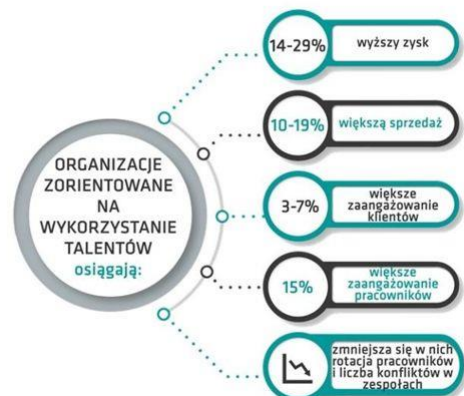 ORGANIZACJE
ZORIENTOWANE
NA
WYKORZYSTANIE
TALENTÓW
osiągają:
14-29%
wyższy zysk
10-19%
większą sprzedaż
3-7%
większe
zaangażowanie
klientów
15%
większe
zaangażowanie
pracowników
zmniejsza się w nich
rotacja pracowników
i liczba konfliktów w
zespołach